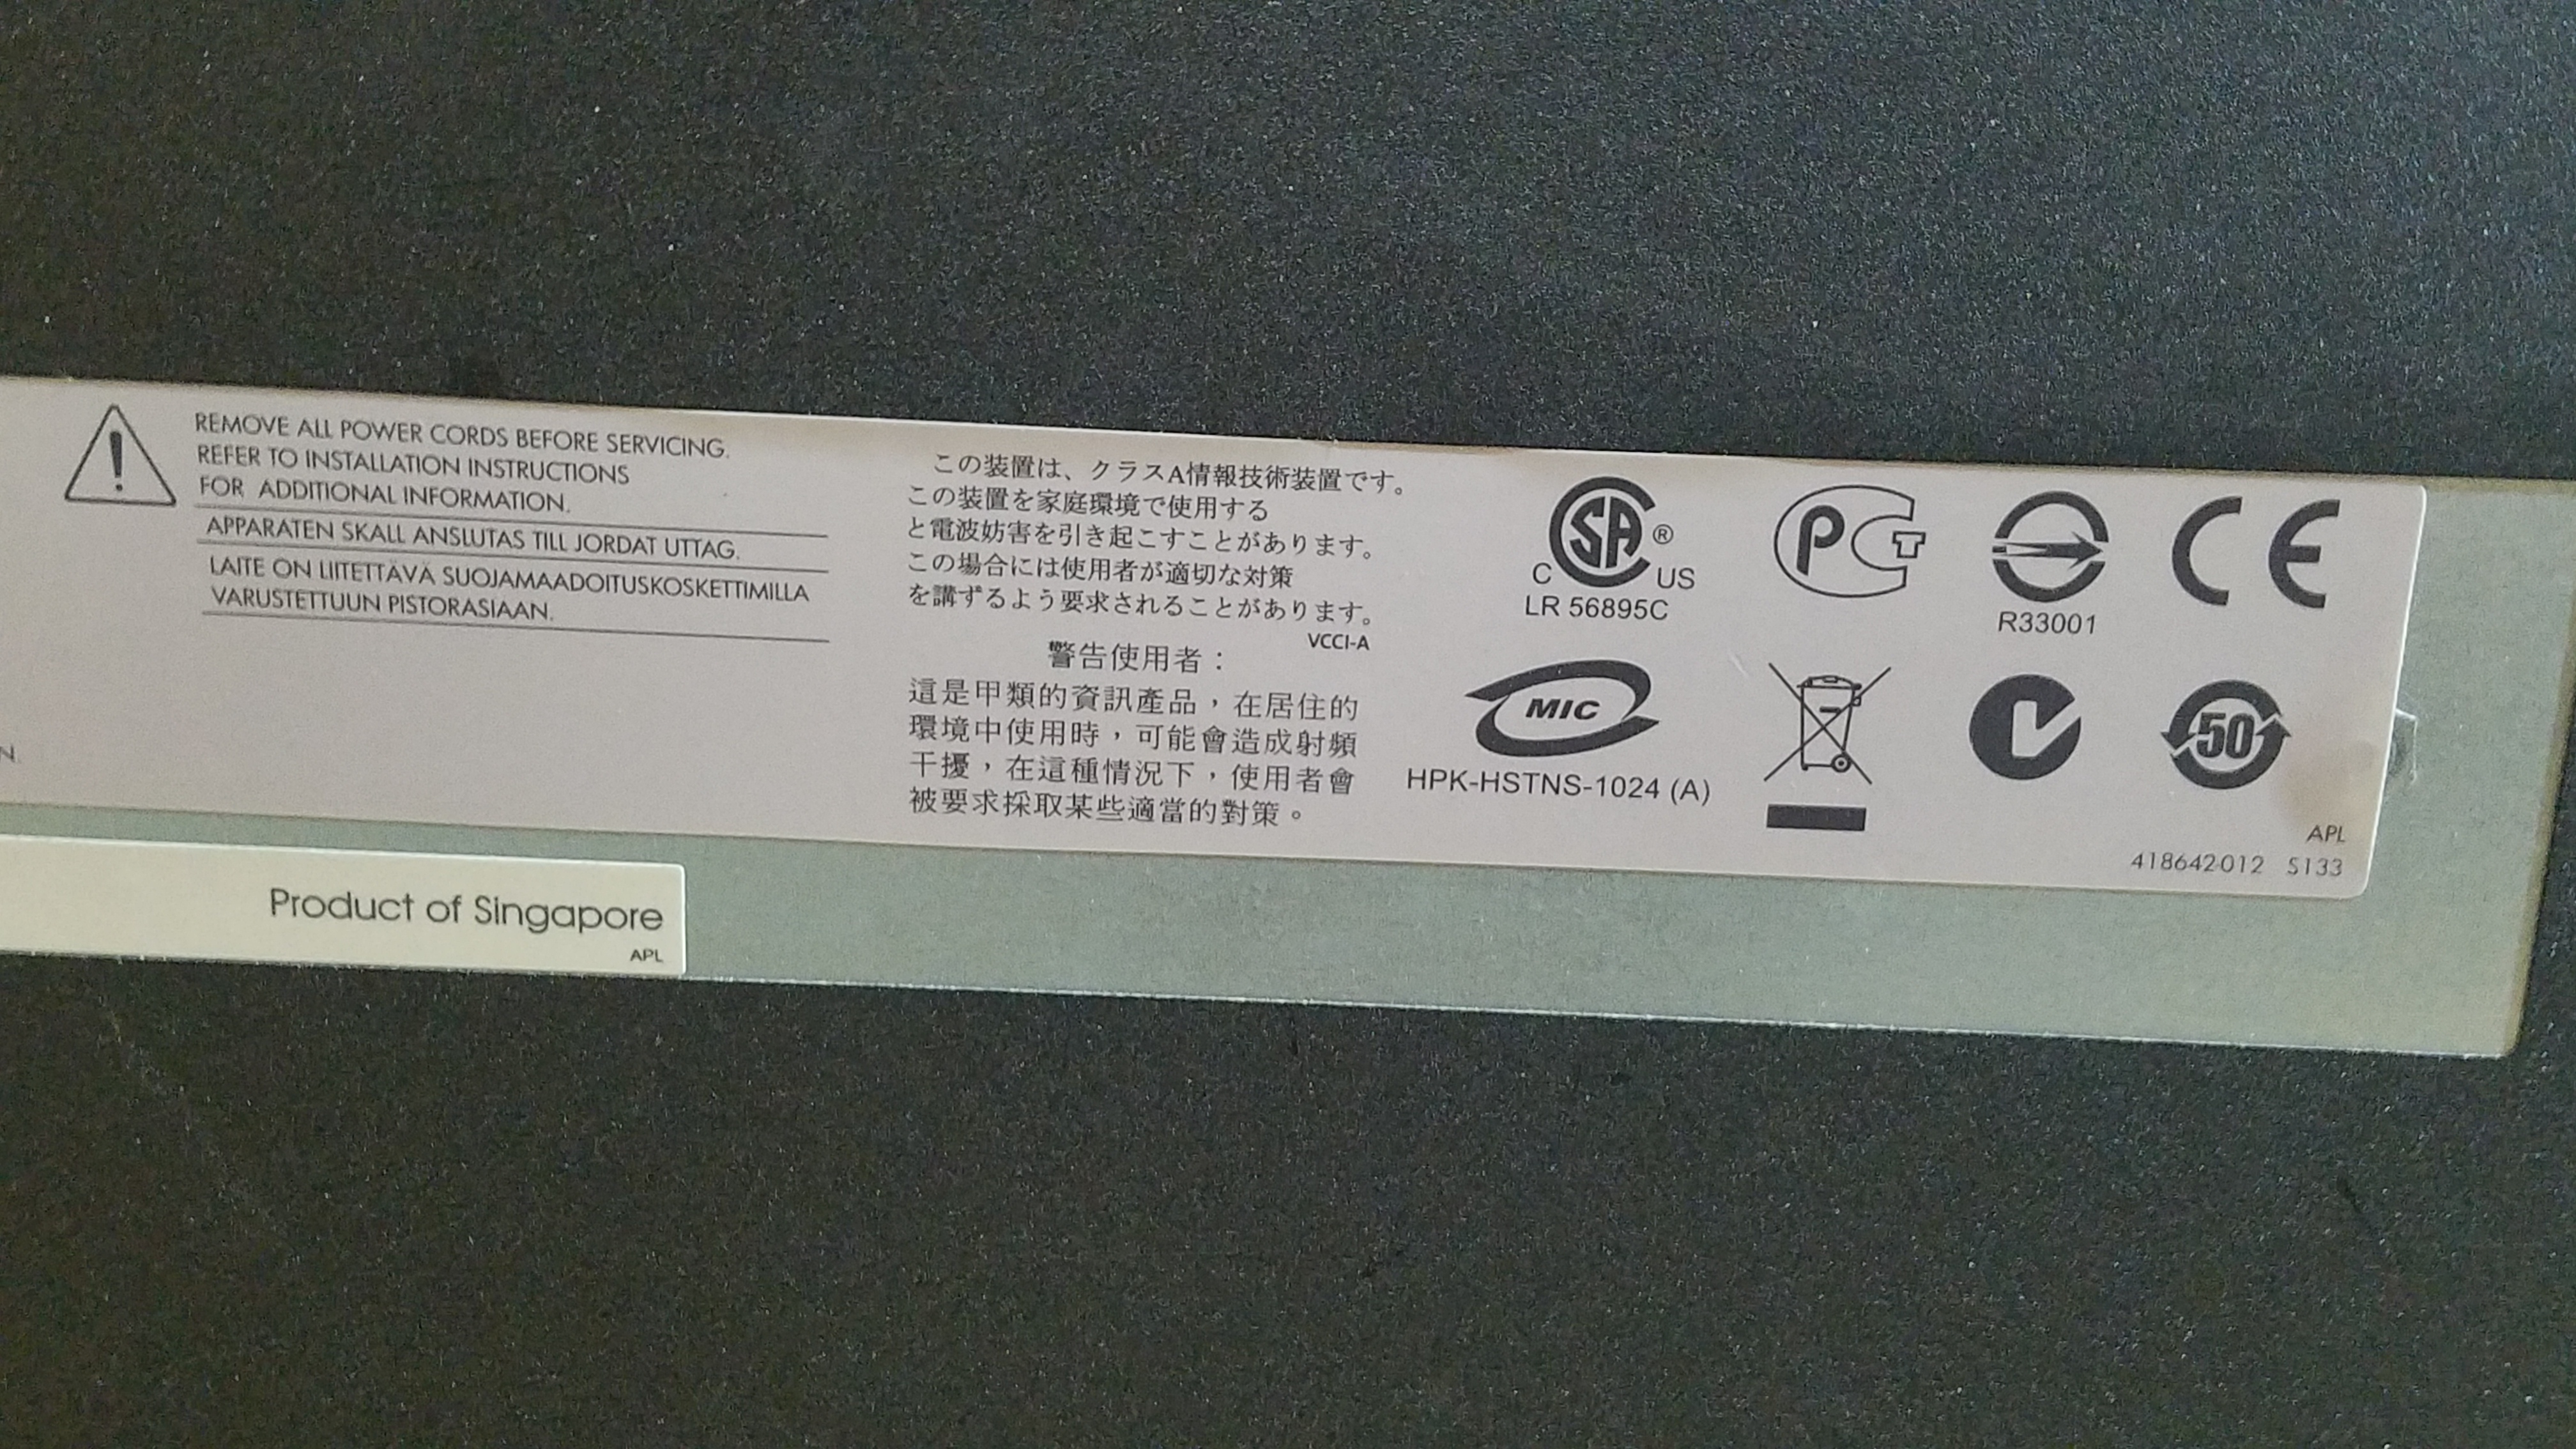 REMOVE ALL POWER CORDS BEFORE SERVICING.
REFER TO INSTALLATION INSTRUCTIONS
FOR ADDITIONAL INFORMATION.
APPARATEN SKALL ANSLUTAS TILL JORDAT UTTAG.
LAITE ON LIITETTÄVÄ SUOJAMAADOITUSKOSKETTIMILLA
VARUSTETTUUN PISTORASIAAN.
N.
この装置は、クラスA情報技術装置です。
この装置を家庭環境で使用する
と電波妨害を引き起こすことがあります。
この場合には使用者が適切な対策
を講ずるよう要求されることがあります。
VCCI-A
警告使用者：
這是甲類的資訊產品，在居住的
環境中使用時，可能會造成射頻
干擾，在這種情況下，使用者會
被要求採取某些適當的對策。
C SA ® US
LR 56895C
PCT
R33001
CE
MIC
HPK-HSTNS-1024 (A)
50
APL
418642-012 S133
Product of Singapore
APL